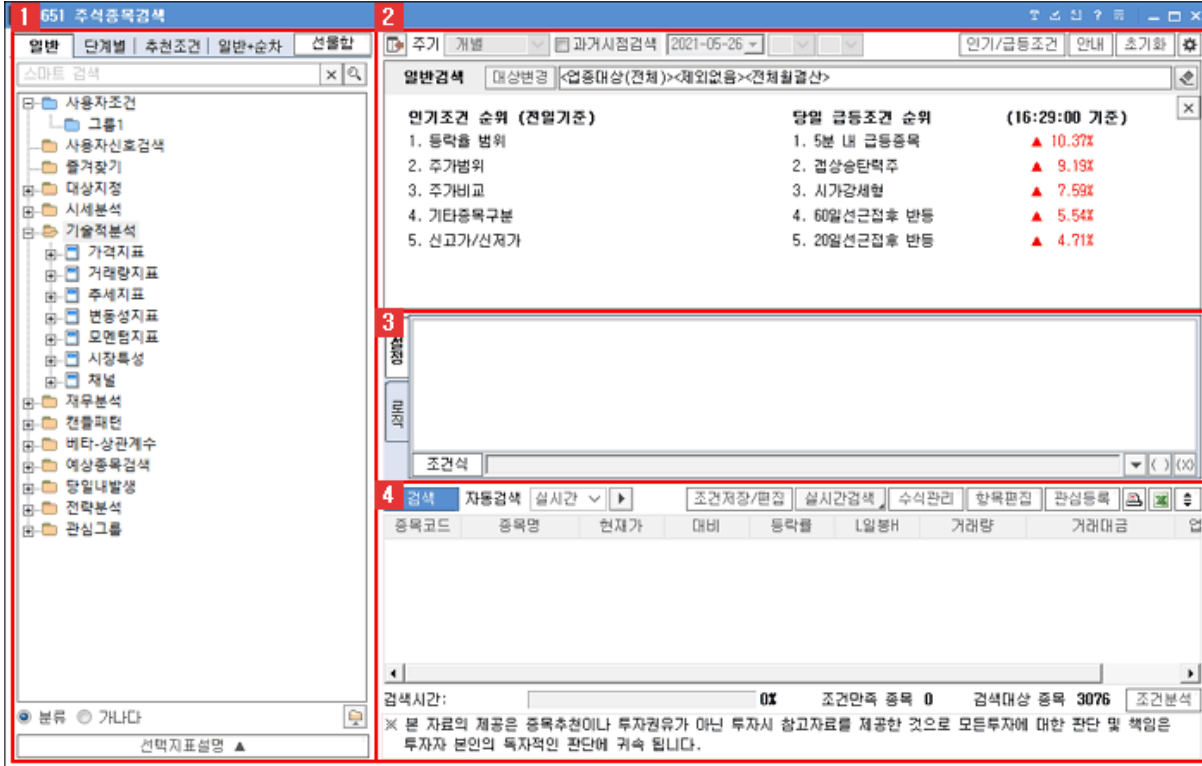 1 651 주식종목검색
일반 단계별 추천조건 일반+순차 선물함
스마트 검색
사용자조건
그룹1
사용자신호검색
즐겨찾기
대상지정
시세분석
기술적분석
가격지표
거래량지표
추세지표
변동성지표
모멘텀지표
시장특성
채널
재무분석
캔들패턴
베타-상관계수
예상종목검색
당일내발생
전략분석
관심그룹
분류 가나다
선택지표설명 ▲
2
주기 개별 과거시점검색 2021-05-26 인기/급등조건 안내 초기화
일반검색 대상변경 <업종대상(전체)><제외없음><전체월결산>
인기조건 순위 (전일기준) 당일 급등조건 순위 (16:29:00 기준)
1. 등락율 범위 1. 5분 내 급등종목 ▲ 10.37%
2. 주가범위 2. 갭상승탄력주 ▲ 9.19%
3. 주가비교 3. 시가강세형 ▲ 7.59%
4. 기타종목구분 4. 60일선근접후 반등 ▲ 5.54%
5. 신고가/신저가 5. 20일선근접후 반등 ▲ 4.71%
3
설정
로직
조건식 ( ) (X)
4 검색 자동검색 실시간 조건저장/편집 실시간검색 수식관리 항목편집 관심등록
종목코드 종목명 현재가 대비 등락률 L일봉H 거래량 거래대금 업
검색시간: 0% 조건만족 종목 0 검색대상 종목 3076 조건분석
※ 본 자료의 제공은 종목추천이나 투자권유가 아닌 투자시 참고자료를 제공한 것으로 모든투자에 대한 판단 및 책임은
투자자 본인의 독자적인 판단에 귀속 됩니다.